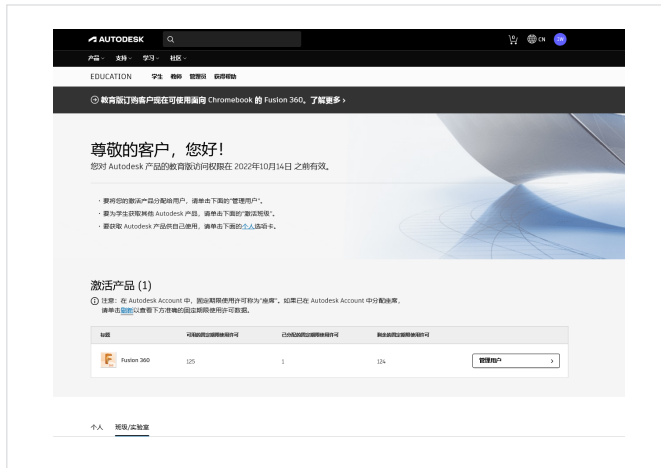 AUTODESK
CN
JW
产品 支持 学习 社区
EDUCATION 学生 教师 管理员 获得帮助
教育版订购客户现在可使用面向 Chromebook 的 Fusion 360。了解更多 >
尊敬的客户，您好！
您对 Autodesk 产品的教育版访问权限在 2022年10月14日 之前有效。
· 要将您的激活产品分配给用户，请单击下面的"管理用户"。
· 要为学生获取其他 Autodesk 产品，请单击下面的"激活班级"。
· 要获取 Autodesk 产品供自己使用，请单击下面的个人选项卡。
激活产品 (1)
注意：在 Autodesk Account 中，固定期限使用许可称为"座席"。如果已在 Autodesk Account 中分配座席，
请单击刷新以查看下方准确的固定期限使用许可数据。
标题 可用的固定期限使用许可 已分配的固定期限使用许可 剩余的固定期限使用许可
Fusion 360 125 1 124 管理用户 >
个人 班级/实验室